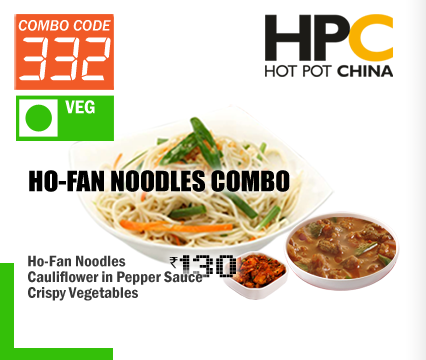 COMBO CODE
332
VEG
HPC
HOT POT CHINA
HO-FAN NOODLES COMBO
Ho-Fan Noodles
Cauliflower in Pepper Sauce
Crispy Vegetables
₹130